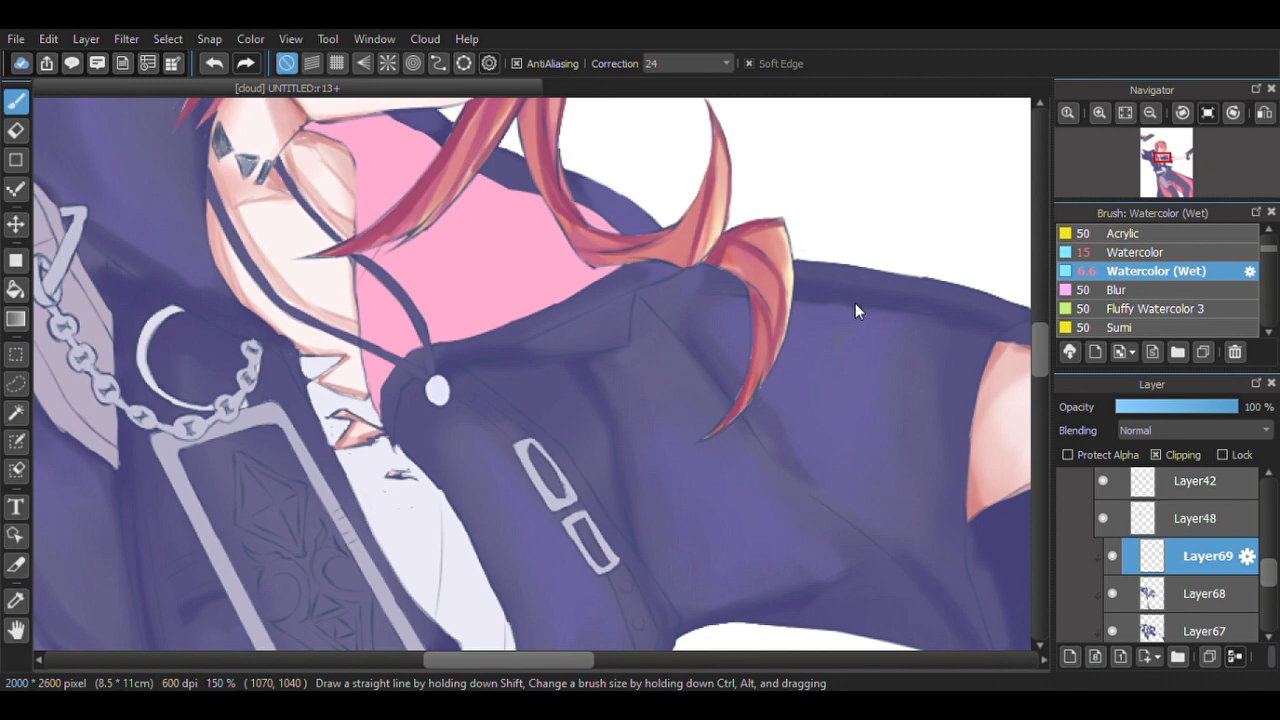 File Edit Layer Filter Select Snap Color View Tool Window Cloud Help
AntiAliasing Correction 24 Soft Edge
[cloud] UNTITLED:r13+
Navigator
Brush: Watercolor (Wet)
50 Acrylic
15 Watercolor
6.6 Watercolor (Wet)
50 Blur
50 Fluffy Watercolor 3
50 Sumi
Layer
Opacity 100 %
Blending Normal
Protect Alpha Clipping Lock
Layer42
Layer48
Layer69
Layer68
Layer67
2000 * 2600 pixel (8.5 * 11cm) 600 dpi 150 % ( 1070, 1040 ) Draw a straight line by holding down Shift, Change a brush size by holding down Ctrl, Alt, and dragging